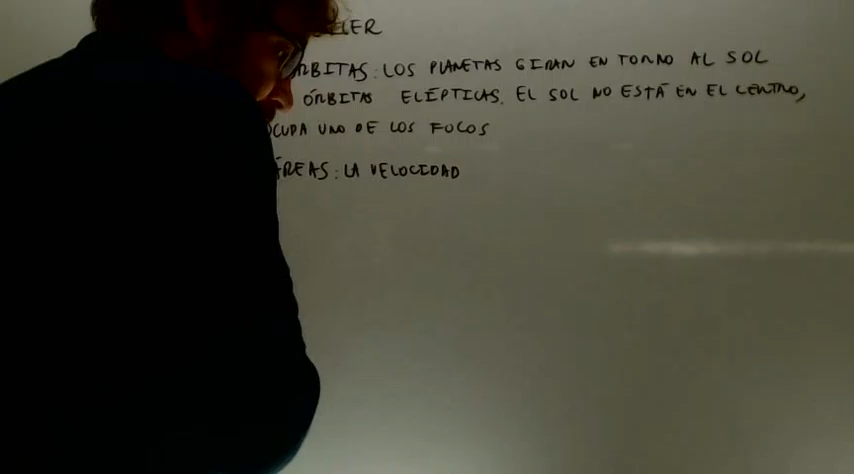 ÓRBITAS: LOS PLANETAS GIRAN EN TORNO AL SOL
ÓRBITAS ELÍPTICAS. EL SOL NO ESTÁ EN EL CENTRO,
OCUPA UNO DE LOS FOCOS
ÁREAS: LA VELOCIDAD